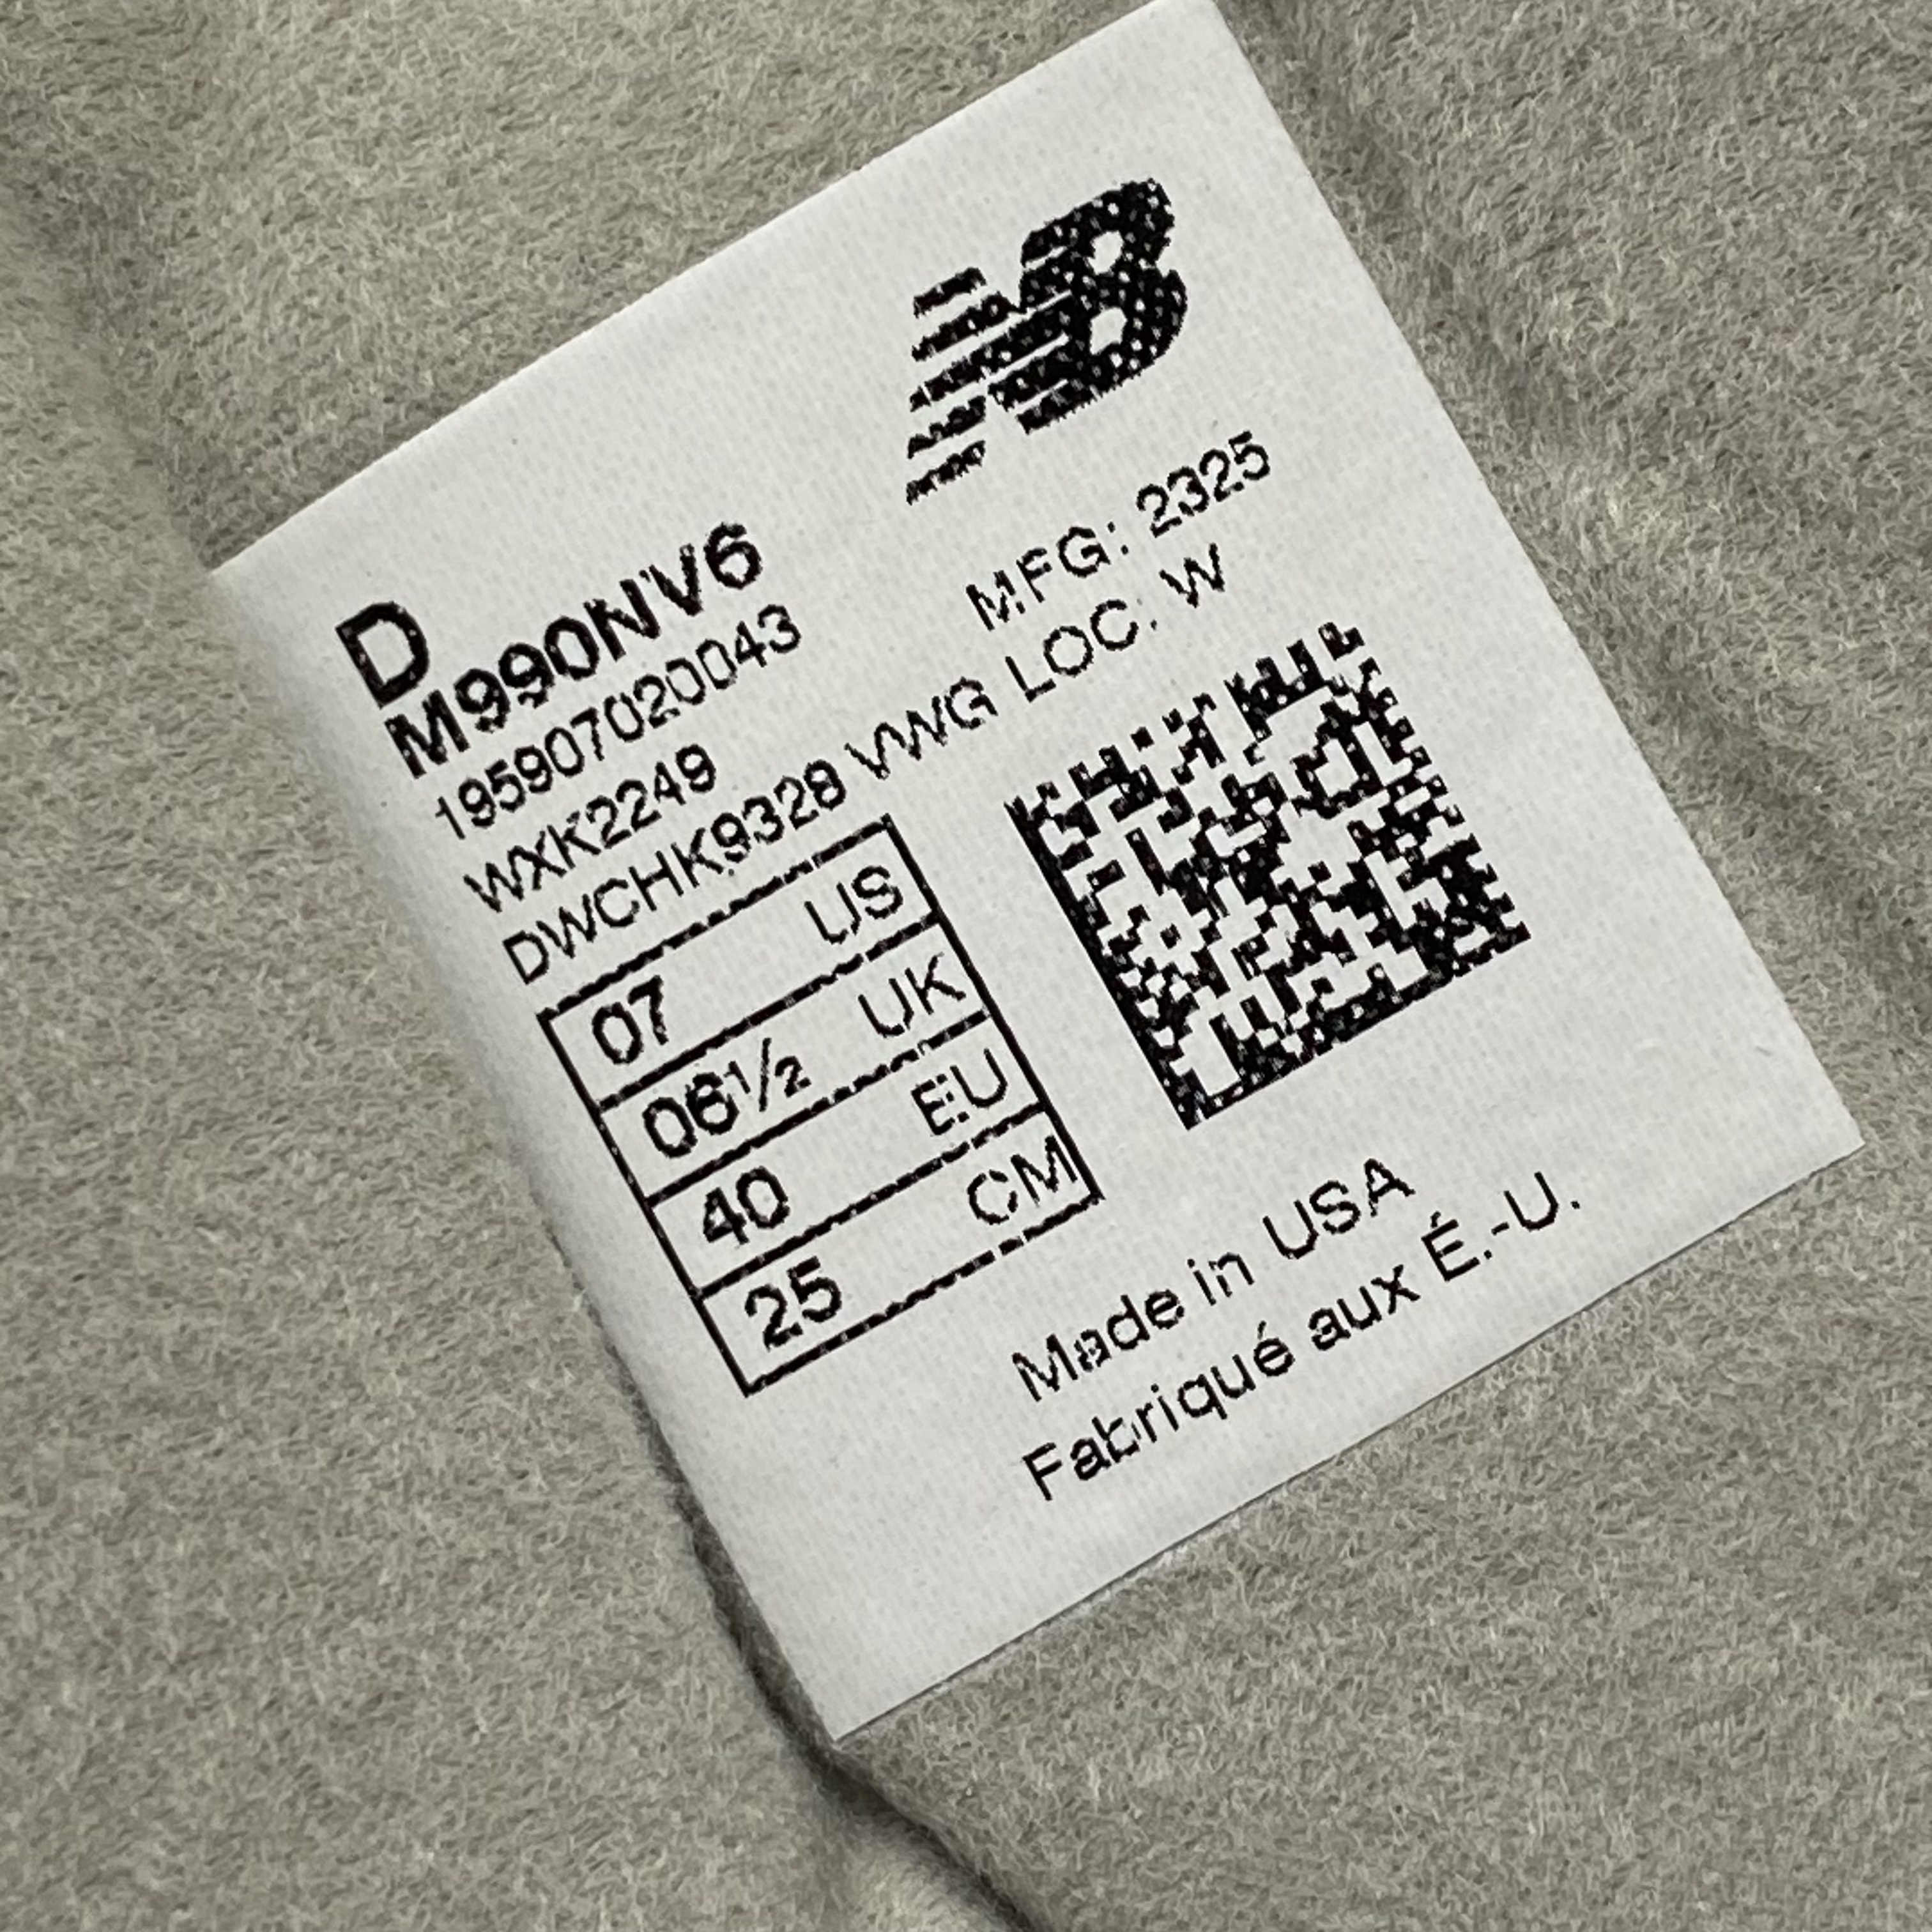 NB
MFG: 2325
D
M990NV6
195907020043
WXK2249
DWCHK9328 VWG LOC: W
07 US
06½ UK
40 EU
25 CM
Made in USA
Fabriqué aux É.-U.